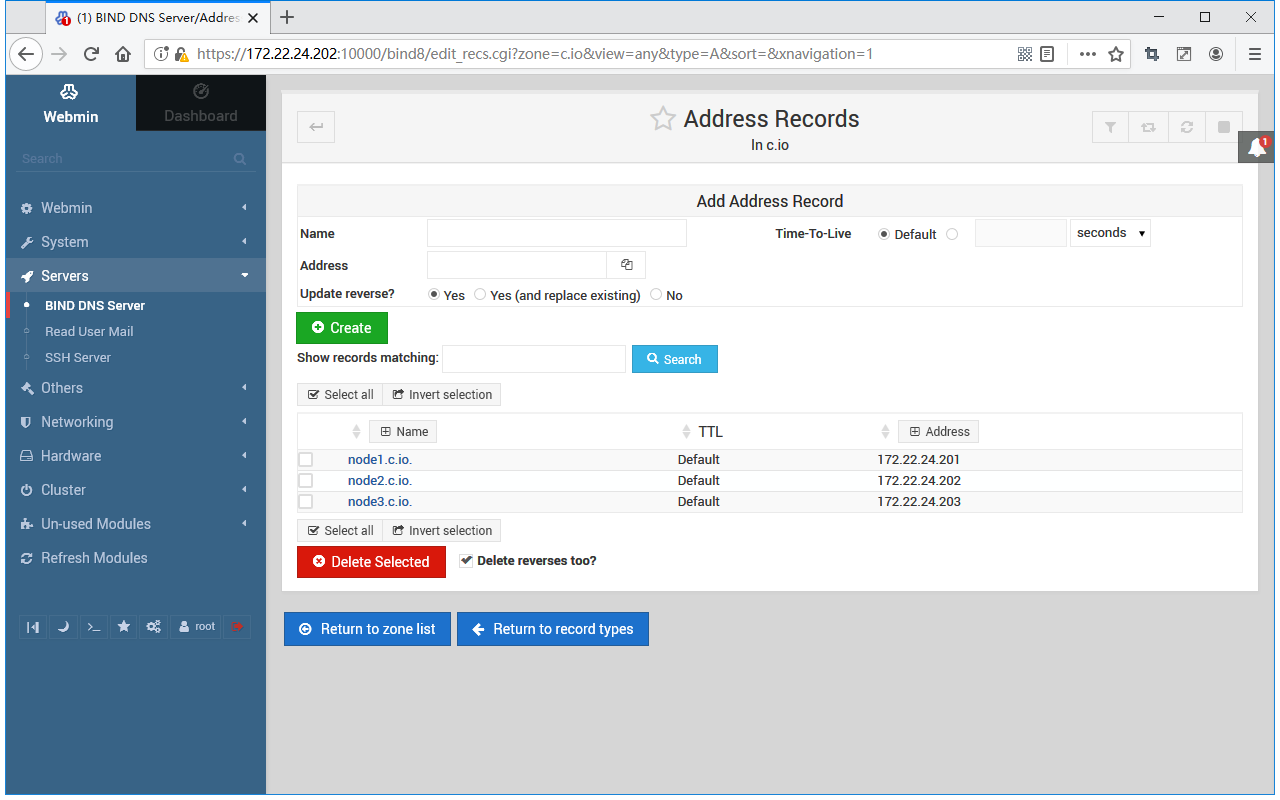 (1) BIND DNS Server/Addres
https://172.22.24.202:10000/bind8/edit_recs.cgi?zone=c.io&view=any&type=A&sort=&xnavigation=1
Webmin
Dashboard
Search
Webmin
System
Servers
BIND DNS Server
Read User Mail
SSH Server
Others
Networking
Hardware
Cluster
Un-used Modules
Refresh Modules
root
Address Records
In c.io
1
Add Address Record
Name
Time-To-Live Default seconds
Address
Update reverse? Yes Yes (and replace existing) No
Create
Show records matching: Search
Select all Invert selection
Name TTL Address
node1.c.io. Default 172.22.24.201
node2.c.io. Default 172.22.24.202
node3.c.io. Default 172.22.24.203
Select all Invert selection
Delete Selected Delete reverses too?
Return to zone list Return to record types